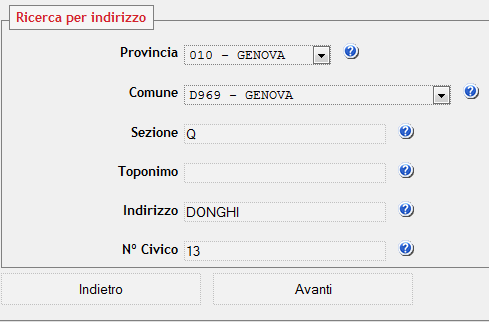 Ricerca per indirizzo
Provincia 010 - GENOVA
Comune D969 - GENOVA
Sezione Q
Toponimo
Indirizzo DONGHI
N° Civico 13
Indietro Avanti